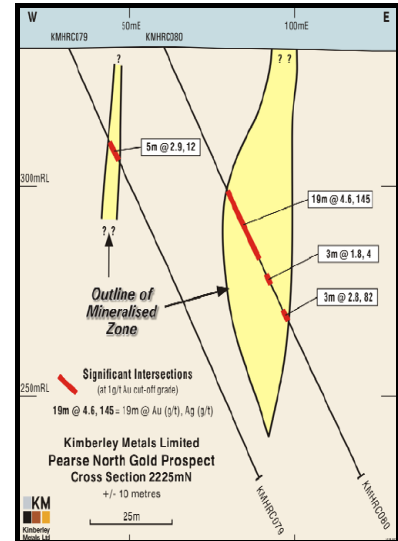 W
50mE
100mE
E
KMHRC079
KMHRC080
?
? ?
5m @ 2.9, 12
300mRL
19m @ 4.6, 145
? ?
3m @ 1.8, 4
Outline of
Mineralised
Zone
3m @ 2.8, 82
Significant Intersections
(at 1g/t Au cut-off grade)
250mRL
19m @ 4.6, 145 = 19m @ Au (g/t), Ag (g/t)
Kimberley Metals Limited
Pearse North Gold Prospect
Cross Section 2225mN
+/- 10 metres
25m
KMHRC079
KMHRC080
KM
Kimberley
Metals Ltd